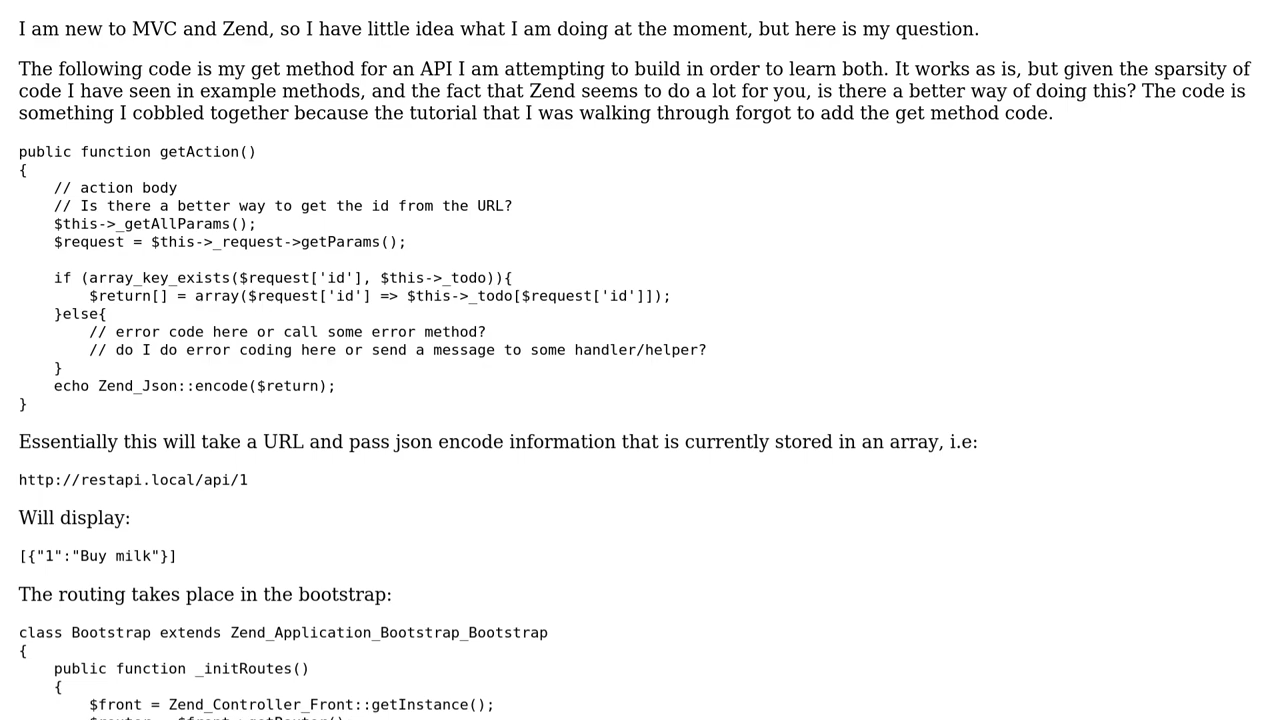 I am new to MVC and Zend, so I have little idea what I am doing at the moment, but here is my question.
The following code is my get method for an API I am attempting to build in order to learn both. It works as is, but given the sparsity of
code I have seen in example methods, and the fact that Zend seems to do a lot for you, is there a better way of doing this? The code is
something I cobbled together because the tutorial that I was walking through forgot to add the get method code.
public function getAction()
{
    // action body
    // Is there a better way to get the id from the URL?
    $this->_getAllParams();
    $request = $this->_request->getParams();
    if (array_key_exists($request['id'], $this->_todo)){
        $return[] = array($request['id'] => $this->_todo[$request['id']]);
    }else{
        // error code here or call some error method?
        // do I do error coding here or send a message to some handler/helper?
    }
    echo Zend_Json::encode($return);
}
Essentially this will take a URL and pass json encode information that is currently stored in an array, i.e:
http://restapi.local/api/1
Will display:
[{"1":"Buy milk"}]
The routing takes place in the bootstrap:
class Bootstrap extends Zend_Application_Bootstrap_Bootstrap
{
    public function _initRoutes()
    {
        $front = Zend_Controller_Front::getInstance();
        $router = $front->getRouter();